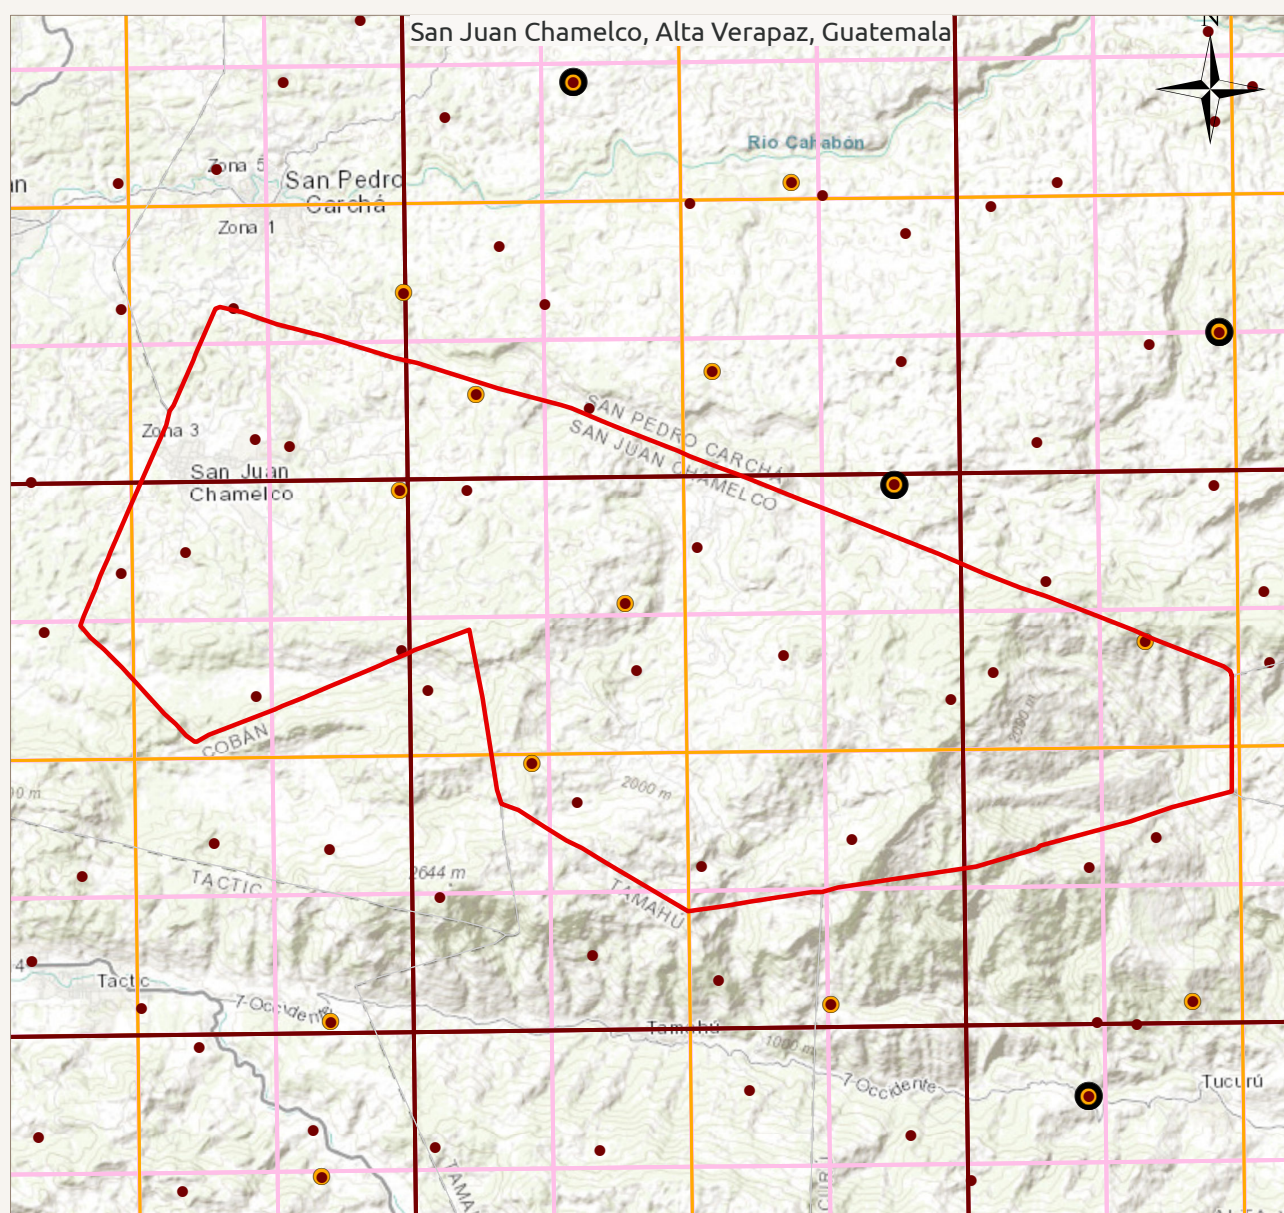 San Juan Chamelco, Alta Verapaz, Guatemala
N
Río Cahabón
Zona 5
San Pedro
Carchá
Zona 1
SAN PEDRO CARCHÁ
SAN JUAN CHAMELCO
Zona 3
San Juan
Chamelco
2000 m
COBÁN
2000 m
TACTIC
2644 m
TAMAHÚ
4
Tactic
7-Occidente
Tamahú
1000 m
7-Occidente
Tucurú